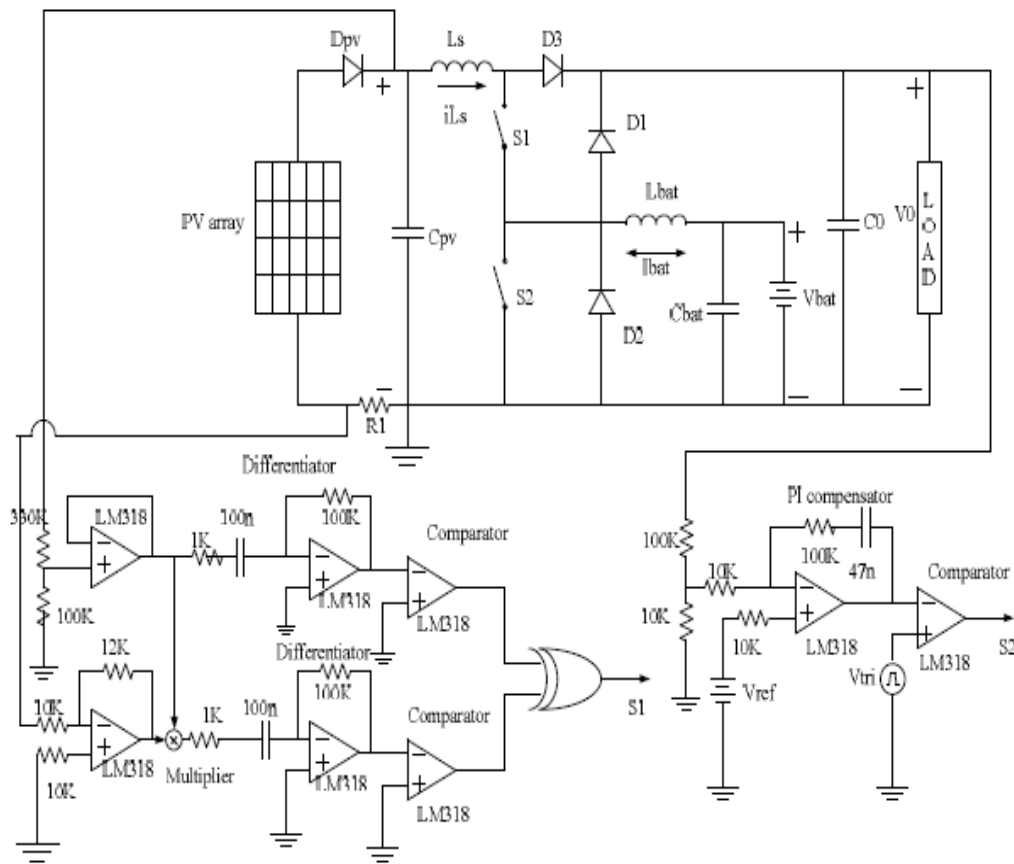 Dpv
Ls
D3
+
iLs
S1
D1
+
PV array
Cpv
Lbat
Ibat
+
C0
V0
LOAD
S2
D2
Cbat
Vbat
−
R1
−
−
Differentiator
330K
LM318
1K
100n
100K
Comparator
−
+
−
+
LM318
−
+
LM318
100K
12K
Differentiator
100K
10K
−
+
LM318
10K
Multiplier
1K
100n
−
+
LM318
Comparator
−
+
LM318
S1
PI compensator
100K
100K
47n
10K
10K
−
+
10K
LM318
Comparator
−
+
LM318
S2
Vref
Vtri